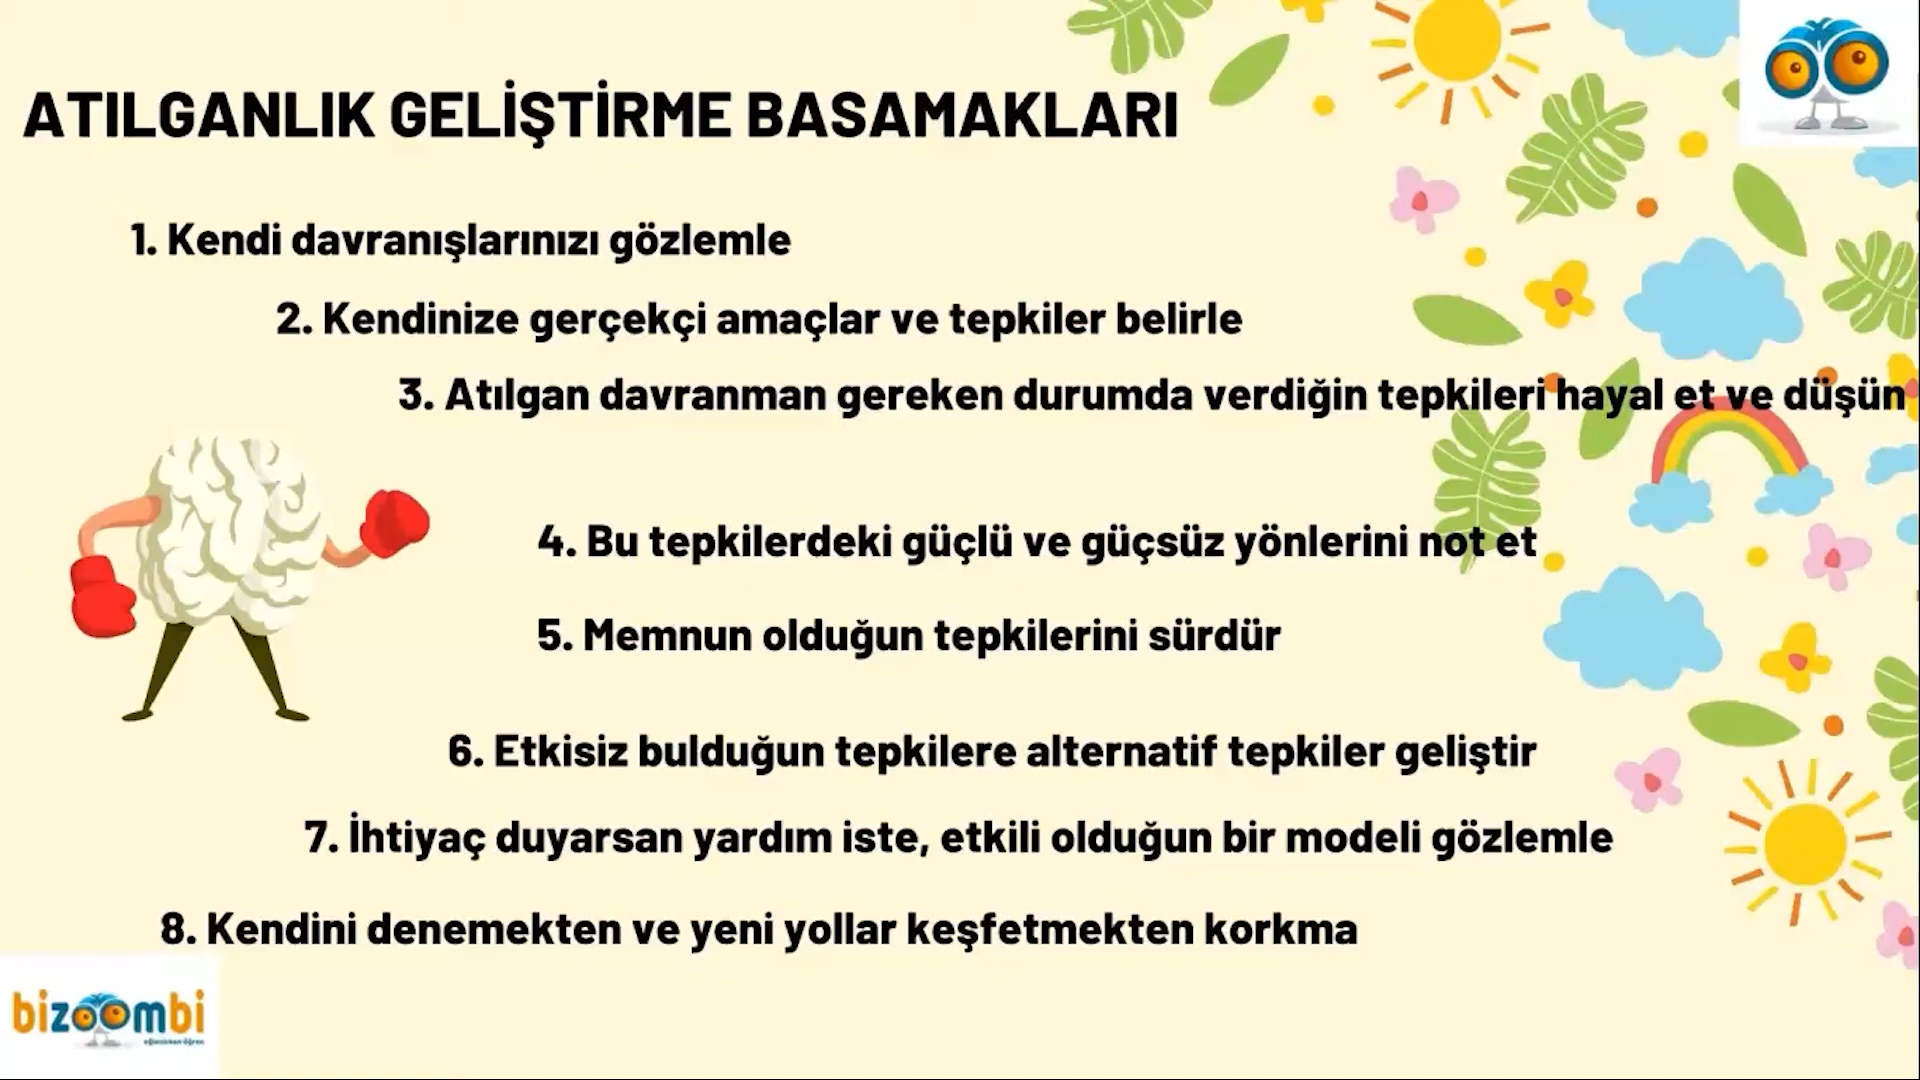 ATILGANLIK GELİŞTİRME BASAMAKLARI
1. Kendi davranışlarınızı gözlemle
2. Kendinize gerçekçi amaçlar ve tepkiler belirle
3. Atılgan davranman gereken durumda verdiğin tepkileri hayal et ve düşün
4. Bu tepkilerdeki güçlü ve güçsüz yönlerini not et
5. Memnun olduğun tepkilerini sürdür
6. Etkisiz bulduğun tepkilere alternatif tepkiler geliştir
7. İhtiyaç duyarsan yardım iste, etkili olduğun bir modeli gözlemle
8. Kendini denemekten ve yeni yollar keşfetmekten korkma
bizoombi
eğlenirken öğren